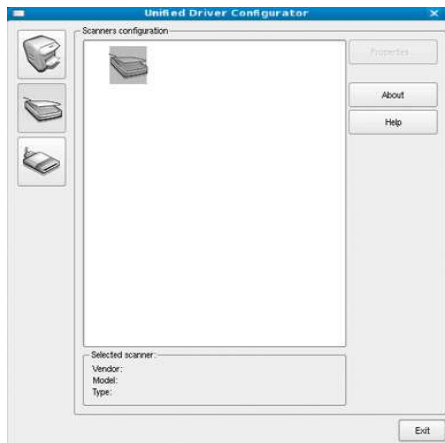 Unified Driver Configurator
Scanners configuration
Properties
About
Help
Selected scanner:
Vendor:
Model:
Type:
Exit